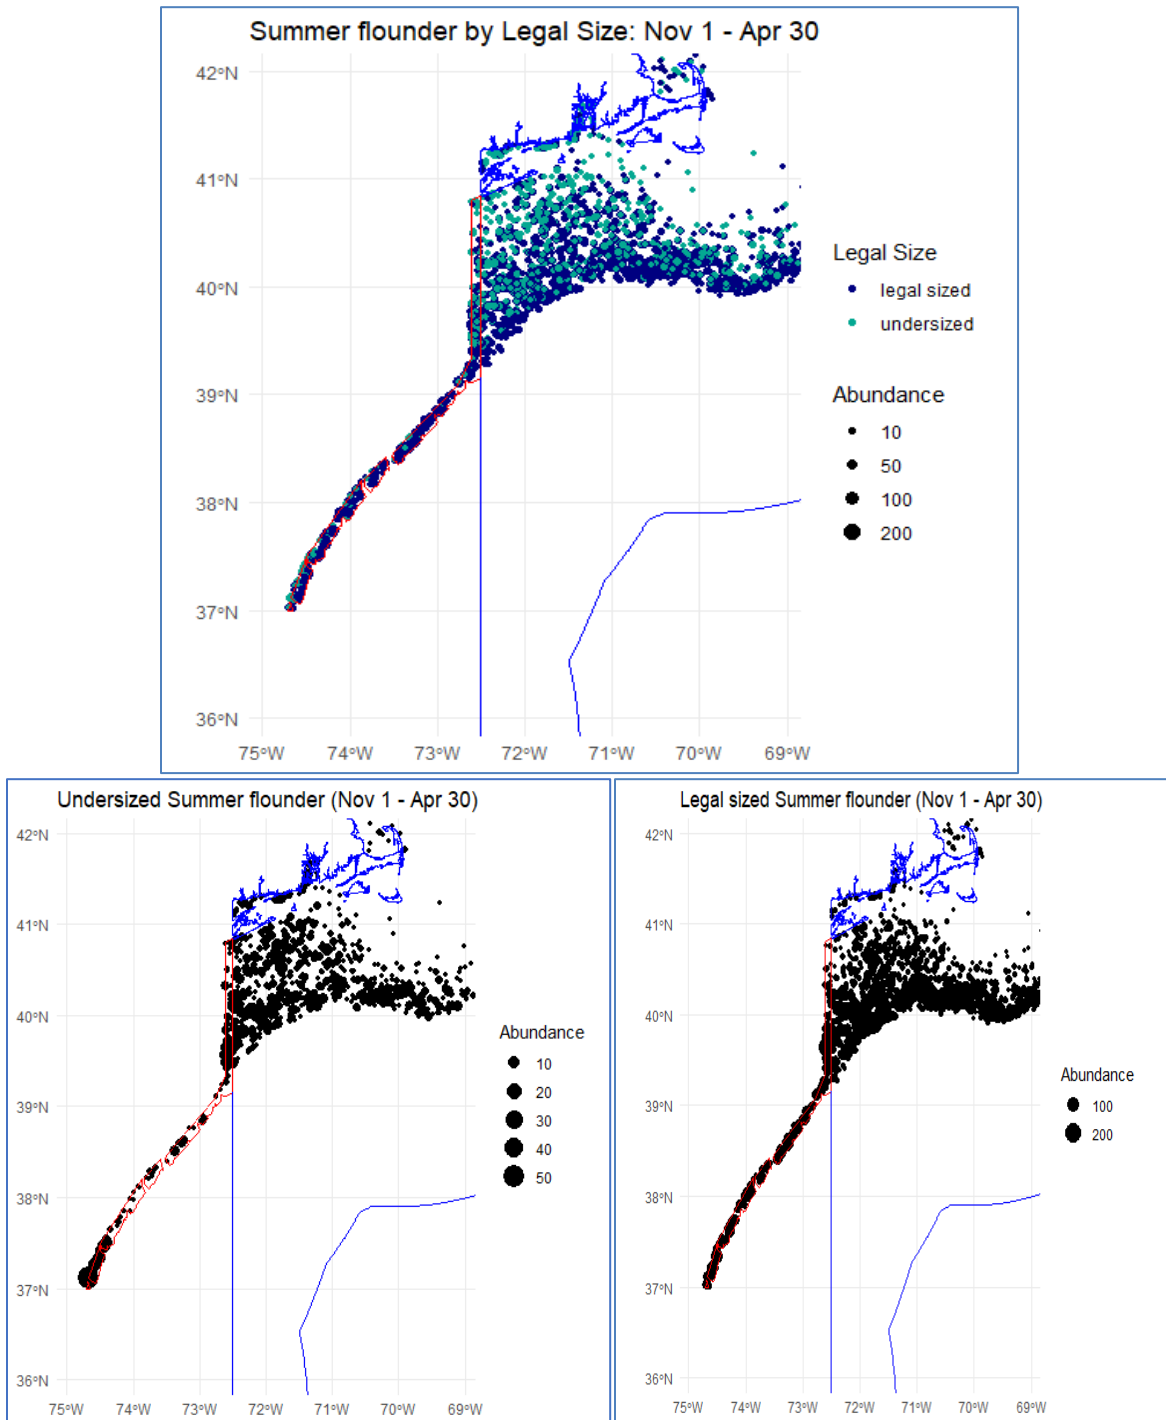 Summer flounder by Legal Size: Nov 1 - Apr 30
42°N
41°N
40°N
39°N
38°N
37°N
36°N
75°W 74°W 73°W 72°W 71°W 70°W 69°W
Legal Size
legal sized
undersized
Abundance
10
50
100
200
Undersized Summer flounder (Nov 1 - Apr 30)
42°N
41°N
40°N
39°N
38°N
37°N
36°N
75°W 74°W 73°W 72°W 71°W 70°W 69°W
Abundance
10
20
30
40
50
Legal sized Summer flounder (Nov 1 - Apr 30)
42°N
41°N
40°N
39°N
38°N
37°N
36°N
75°W 74°W 73°W 72°W 71°W 70°W 69°W
Abundance
100
200